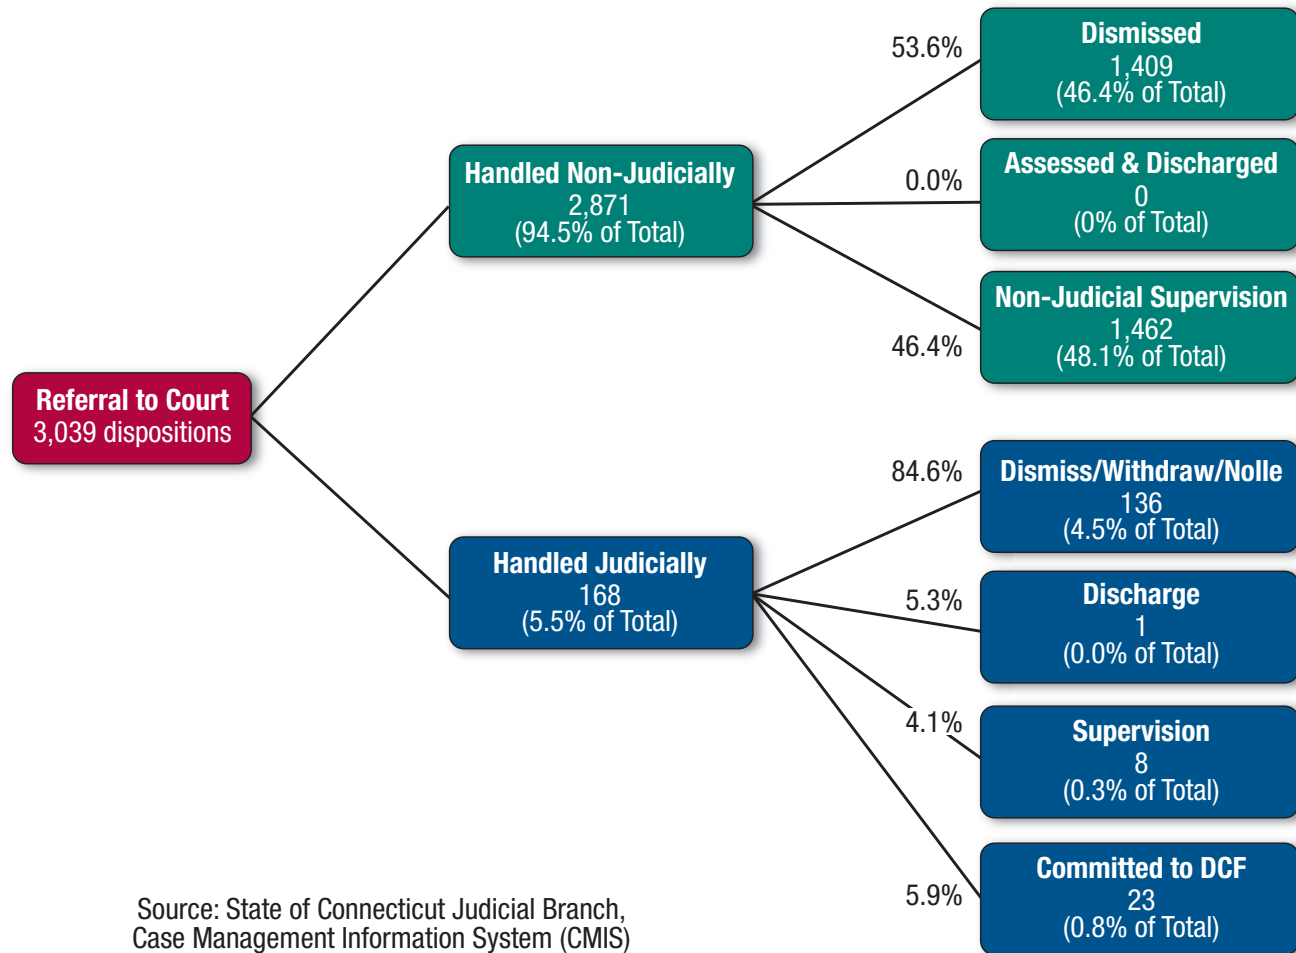 Referral to Court
3,039 dispositions
Handled Non-Judicially
2,871
(94.5% of Total)
53.6%
Dismissed
1,409
(46.4% of Total)
0.0%
Assessed & Discharged
0
(0% of Total)
46.4%
Non-Judicial Supervision
1,462
(48.1% of Total)
Handled Judicially
168
(5.5% of Total)
84.6%
Dismiss/Withdraw/Nolle
136
(4.5% of Total)
5.3%
Discharge
1
(0.0% of Total)
4.1%
Supervision
8
(0.3% of Total)
5.9%
Committed to DCF
23
(0.8% of Total)
Source: State of Connecticut Judicial Branch,
Case Management Information System (CMIS)